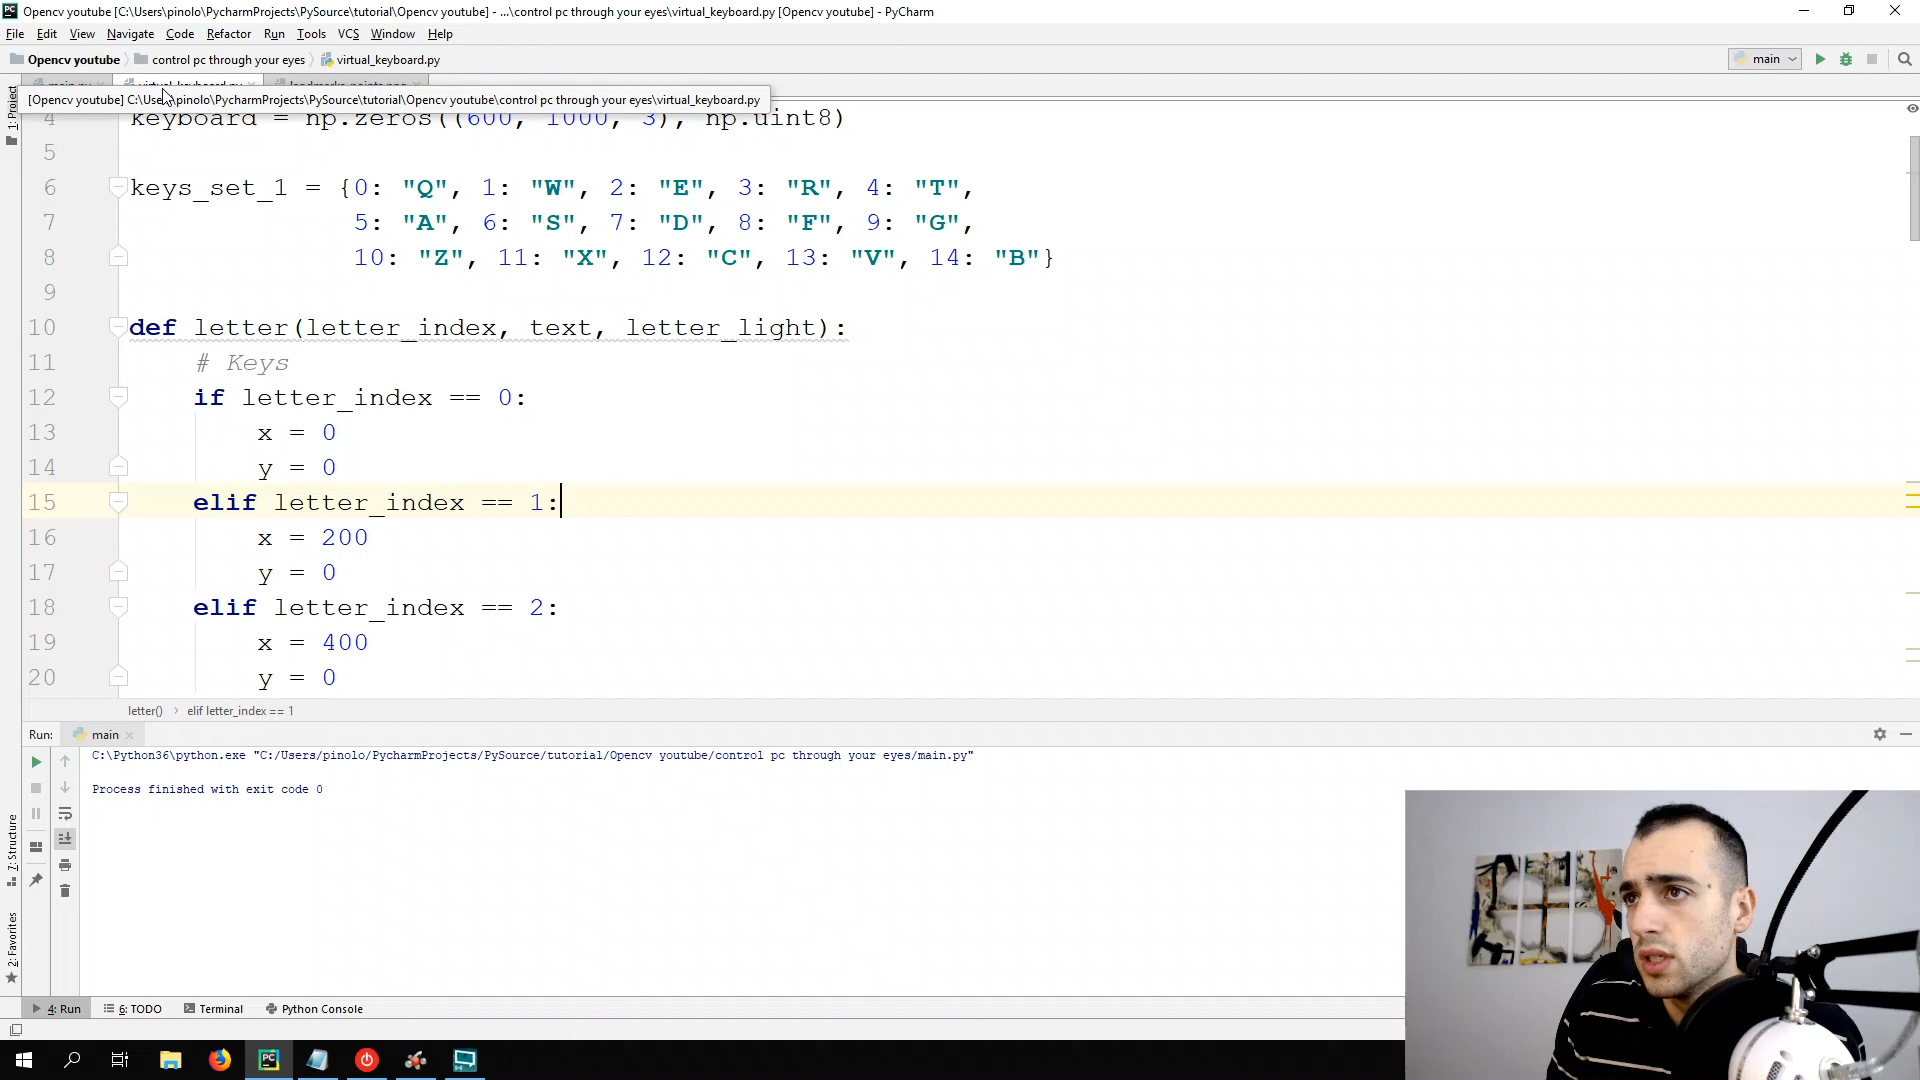 Opencv youtube [C:\Users\pinolo\PycharmProjects\PySource\tutorial\Opencv youtube] - ...\control pc through your eyes\virtual_keyboard.py [Opencv youtube] - PyCharm
File Edit View Navigate Code Refactor Run Tools VCS Window Help
Opencv youtube control pc through your eyes virtual_keyboard.py main
[Opencv youtube] C:\Users\pinolo\PycharmProjects\PySource\tutorial\Opencv youtube\control pc through your eyes\virtual_keyboard.py
1: Project
4 keyboard = np.zeros((600, 1000, 3), np.uint8)
5
6 keys_set_1 = {0: "Q", 1: "W", 2: "E", 3: "R", 4: "T",
7 5: "A", 6: "S", 7: "D", 8: "F", 9: "G",
8 10: "Z", 11: "X", 12: "C", 13: "V", 14: "B"}
9
10 def letter(letter_index, text, letter_light):
11 # Keys
12 if letter_index == 0:
13 x = 0
14 y = 0
15 elif letter_index == 1:
16 x = 200
17 y = 0
18 elif letter_index == 2:
19 x = 400
20 y = 0
letter() elif letter_index == 1
Run: main
C:\Python36\python.exe "C:/Users/pinolo/PycharmProjects/PySource/tutorial/Opencv youtube/control pc through your eyes/main.py"
Process finished with exit code 0
7: Structure
2: Favorites
4: Run 6: TODO Terminal Python Console